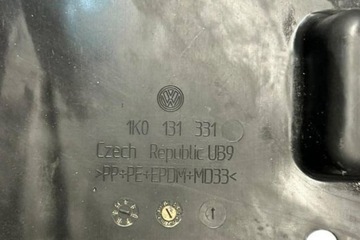 1K0 131 331
Czech Republic UB9
>PP+PE+EPDM+MD33<